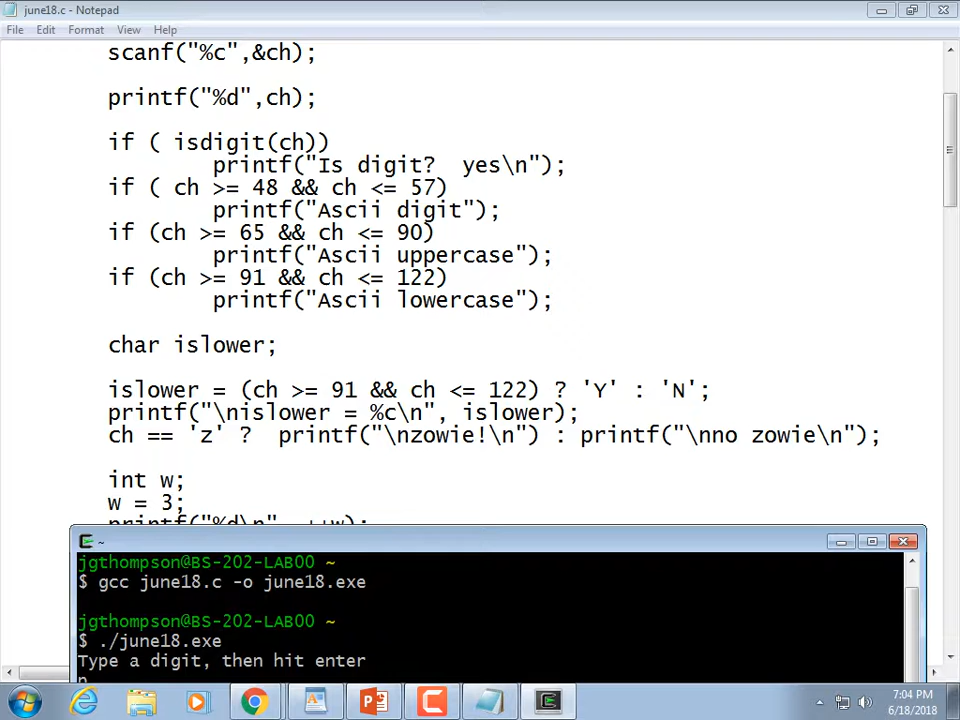 june18.c - Notepad
File Edit Format View Help
scanf("%c",&ch);
printf("%d",ch);
if ( isdigit(ch))
printf("Is digit?  yes\n");
if ( ch >= 48 && ch <= 57)
printf("Ascii digit");
if (ch >= 65 && ch <= 90)
printf("Ascii uppercase");
if (ch >= 91 && ch <= 122)
printf("Ascii lowercase");
char islower;
islower = (ch >= 91 && ch <= 122) ? 'Y' : 'N';
printf("\nislower = %c\n", islower);
ch == 'z' ?  printf("\nzowie!\n") : printf("\nno zowie\n");
int w;
w = 3;
printf("%d\n", ++w);
~
jgthompson@BS-202-LAB00 ~
$ gcc june18.c -o june18.exe
jgthompson@BS-202-LAB00 ~
$ ./june18.exe
Type a digit, then hit enter
7:04 PM
6/18/2018